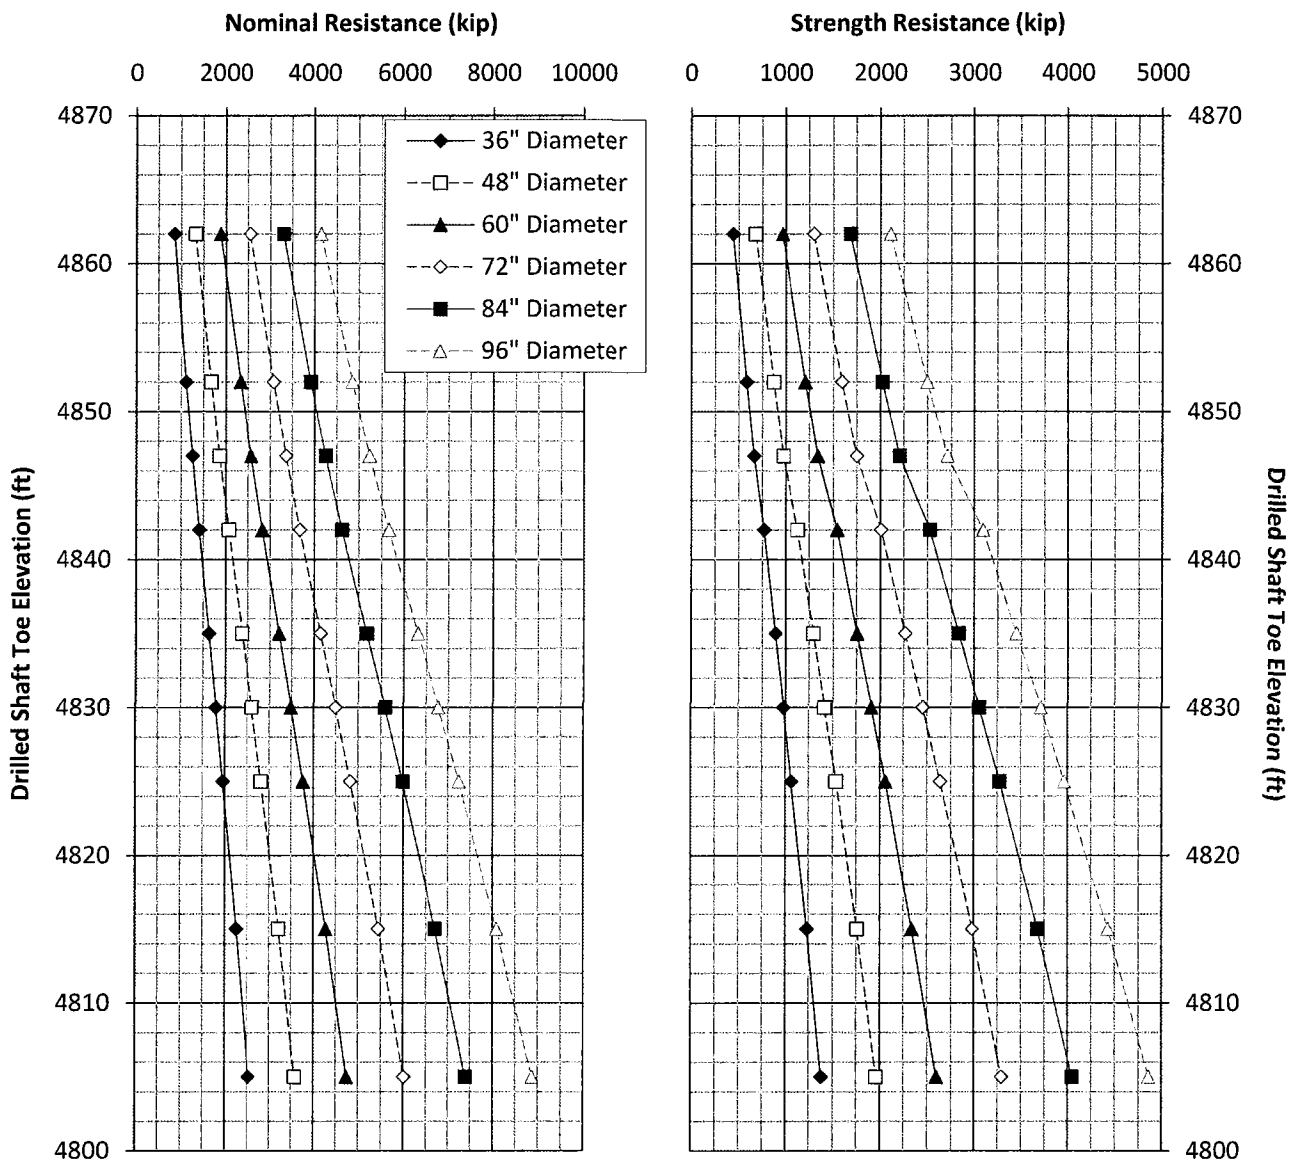 Nominal Resistance (kip)
Strength Resistance (kip)
0 2000 4000 6000 8000 10000
0 1000 2000 3000 4000 5000
4870
4860
4850
4840
4830
4820
4810
4800
36" Diameter
48" Diameter
60" Diameter
72" Diameter
84" Diameter
96" Diameter
4870
4860
4850
4840
4830
4820
4810
4800
Drilled Shaft Toe Elevation (ft)
Drilled Shaft Toe Elevation (ft)